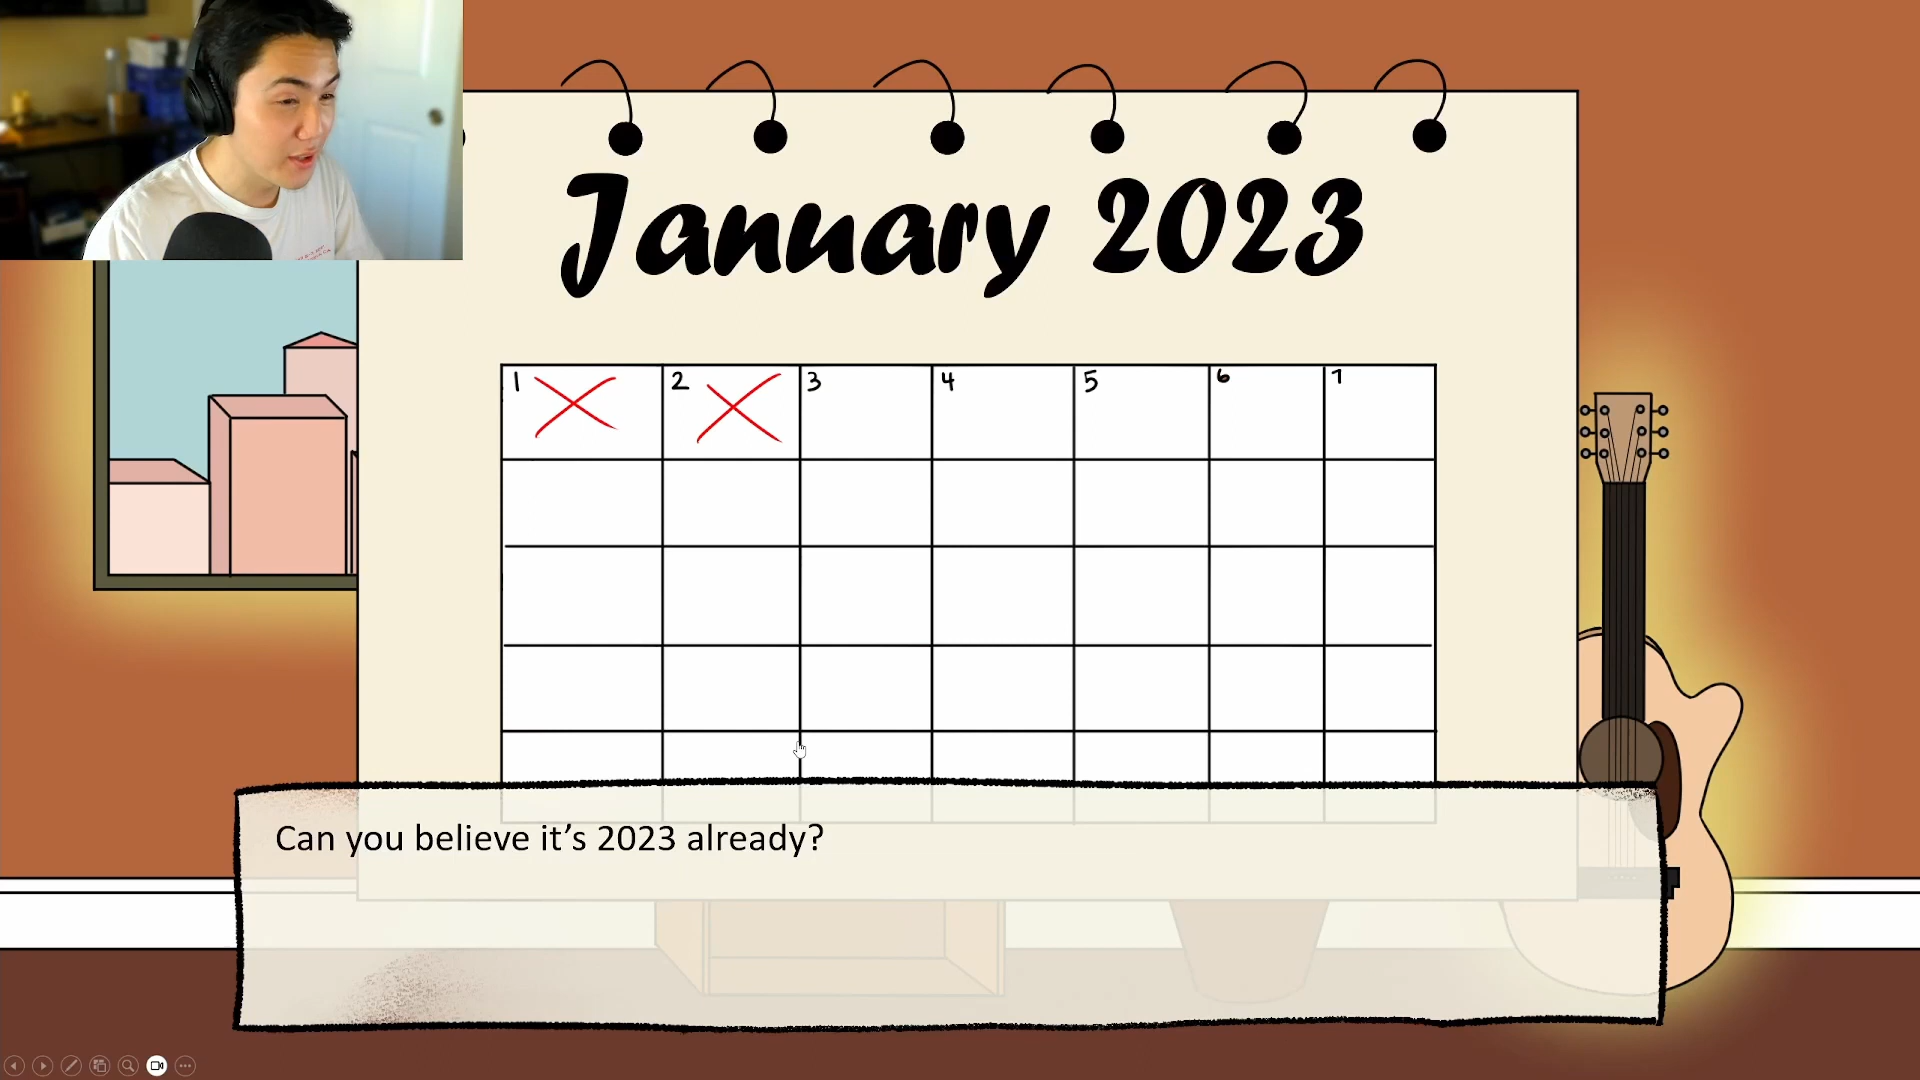 January 2023
1 2 3 4 5 6 7
Can you believe it’s 2023 already?